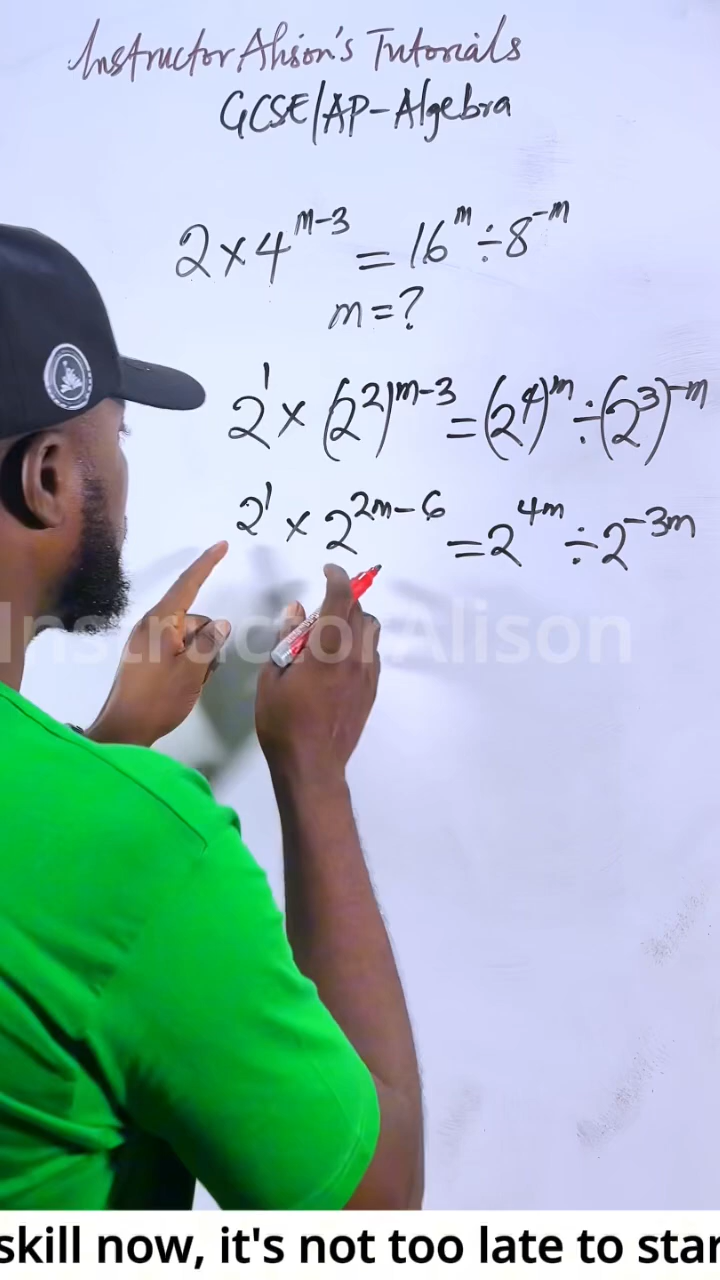 Instructor Alison's Tutorials
GCSE/AP-Algebra
2 × 4^(m-3) = 16^m ÷ 8^(-m)
m = ?
2^1 × (2^2)^(m-3) = (2^4)^m ÷ (2^3)^(-m)
2^1 × 2^(2m-6) = 2^(4m) ÷ 2^(-3m)
InstructorAlison
skill now, it's not too late to star